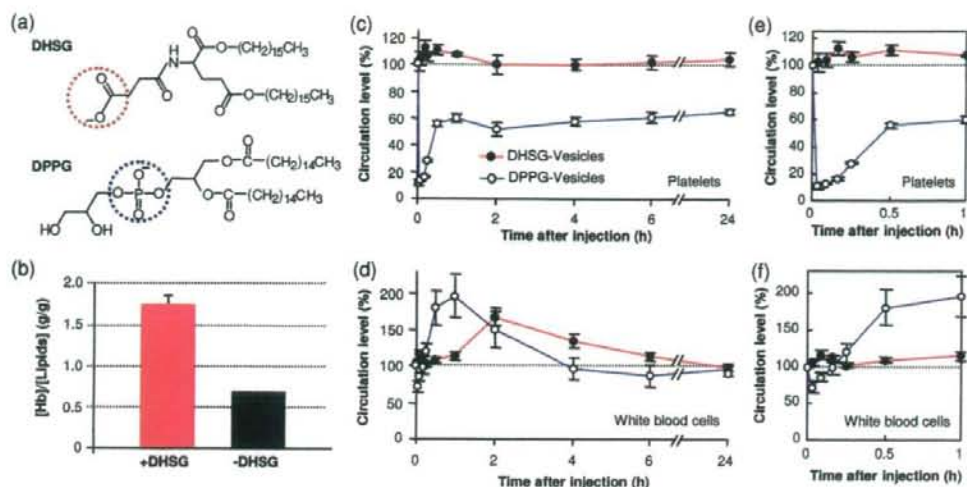 (a)
DHSG
O
O(CH2)15CH3
H
N
O
O
O
O(CH2)15CH3
O
−O
DPPG
O
O
(CH2)14CH3
O
P
O
O
O
(CH2)14CH3
O
O
HO
OH
(b)
[Hb]/[Lipids] (g/g)
2.0
1.5
1.0
0.5
0
+DHSG
-DHSG
(c)
Circulation level (%)
120
100
80
60
40
20
0
DHSG-Vesicles
DPPG-Vesicles
Platelets
0 2 4 6 24
Time after injection (h)
(d)
Circulation level (%)
200
150
100
50
0
White blood cells
0 2 4 6 24
Time after injection (h)
(e)
Circulation level (%)
120
100
80
60
40
20
0
Platelets
0 0.5 1
Time after injection (h)
(f)
Circulation level (%)
200
150
100
50
0
White blood cells
0 0.5 1
Time after injection (h)